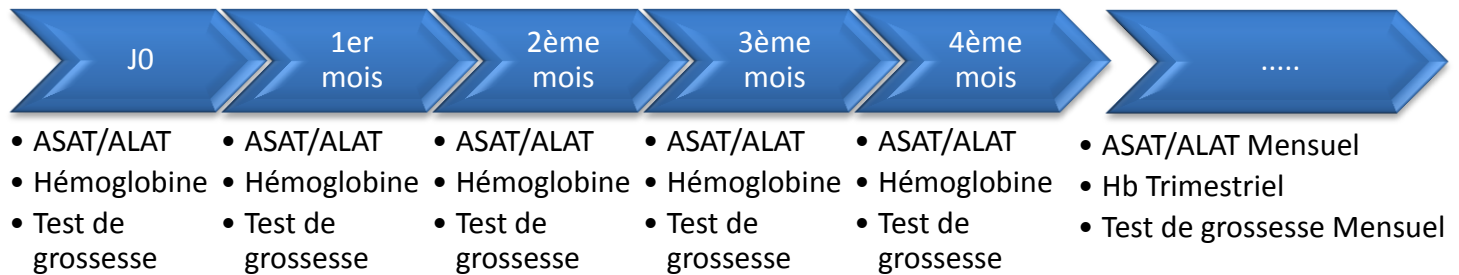 J0
• ASAT/ALAT
• Hémoglobine
• Test de
grossesse
1er
mois
• ASAT/ALAT
• Hémoglobine
• Test de
grossesse
2ème
mois
• ASAT/ALAT
• Hémoglobine
• Test de
grossesse
3ème
mois
• ASAT/ALAT
• Hémoglobine
• Test de
grossesse
4ème
mois
• ASAT/ALAT
• Hémoglobine
• Test de
grossesse
.....
• ASAT/ALAT Mensuel
• Hb Trimestriel
• Test de grossesse Mensuel